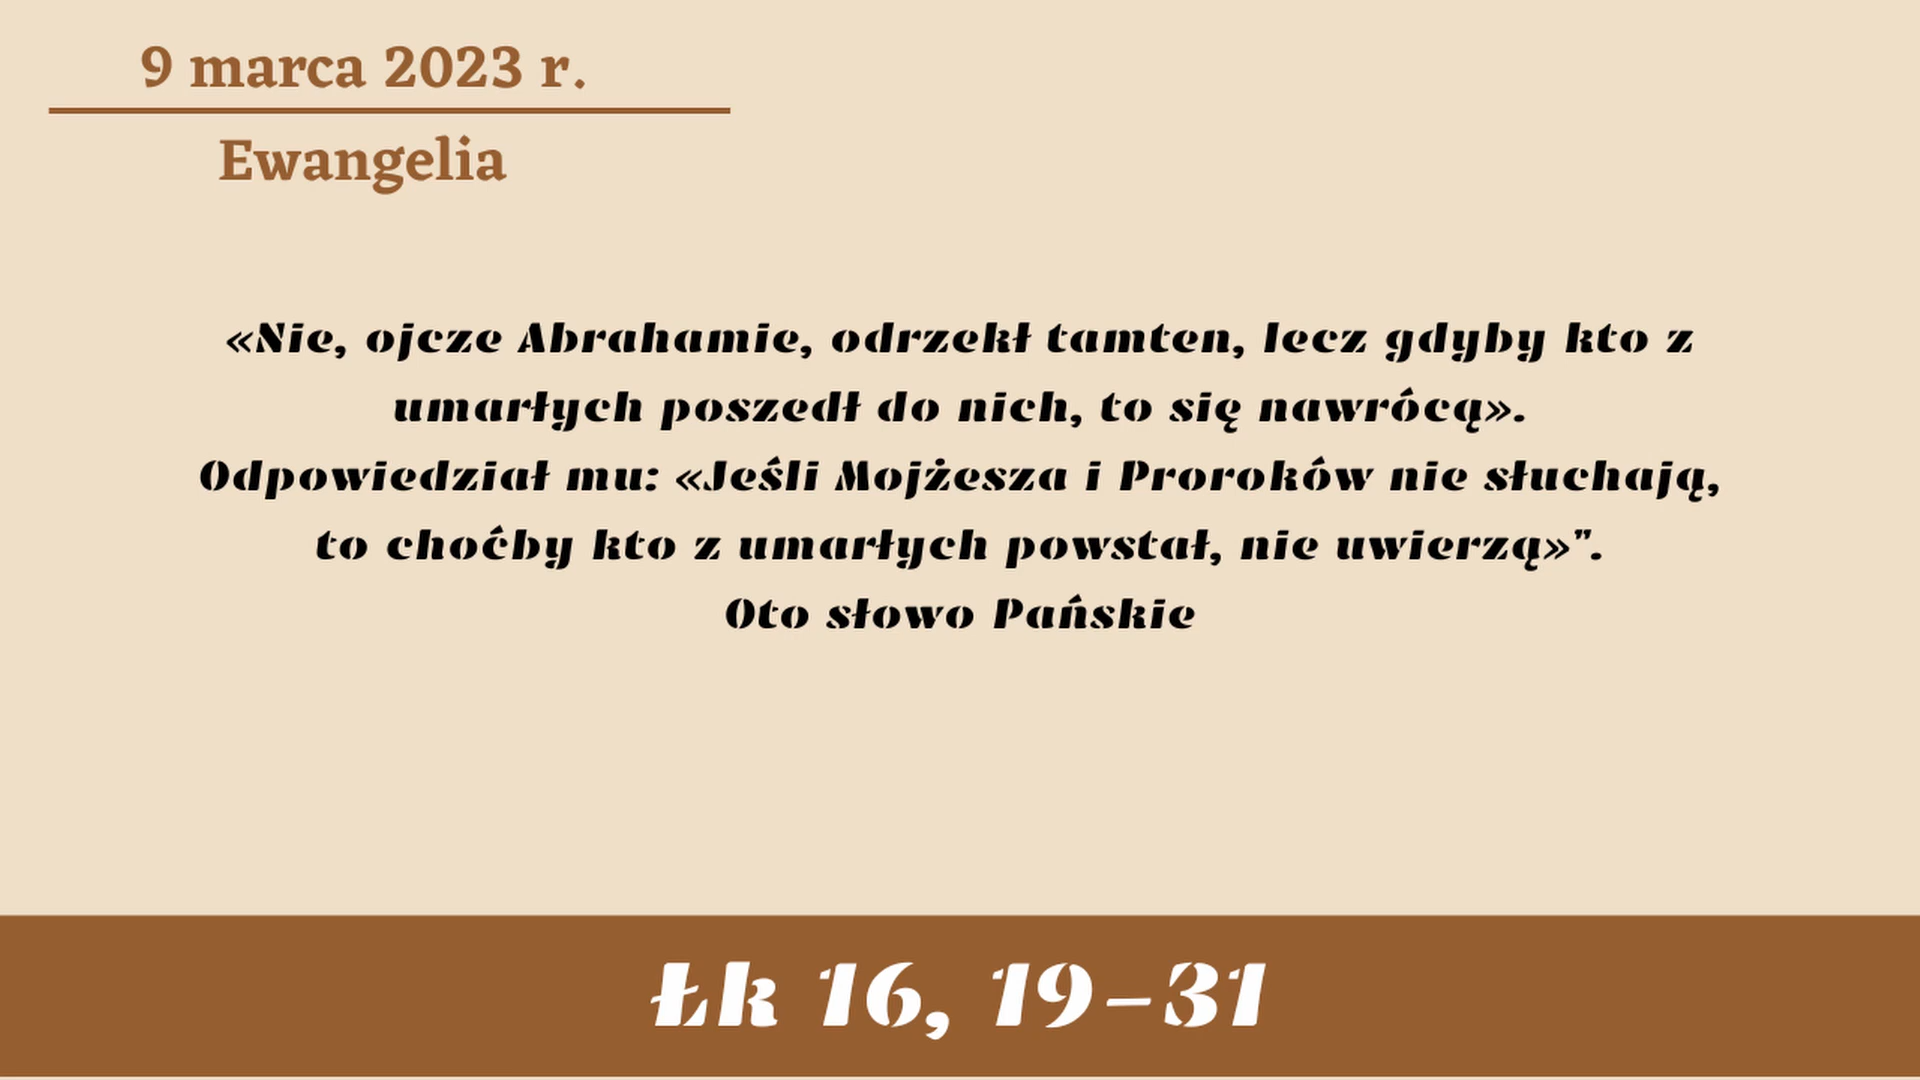 9 marca 2023 r.
Ewangelia
«Nie, ojcze Abrahamie, odrzekł tamten, lecz gdyby kto z
umarłych poszedł do nich, to się nawrócą».
Odpowiedział mu: «Jeśli Mojżesza i Proroków nie słuchają,
to choćby kto z umarłych powstał, nie uwierzą»”.
Oto słowo Pańskie
Łk 16, 19–31